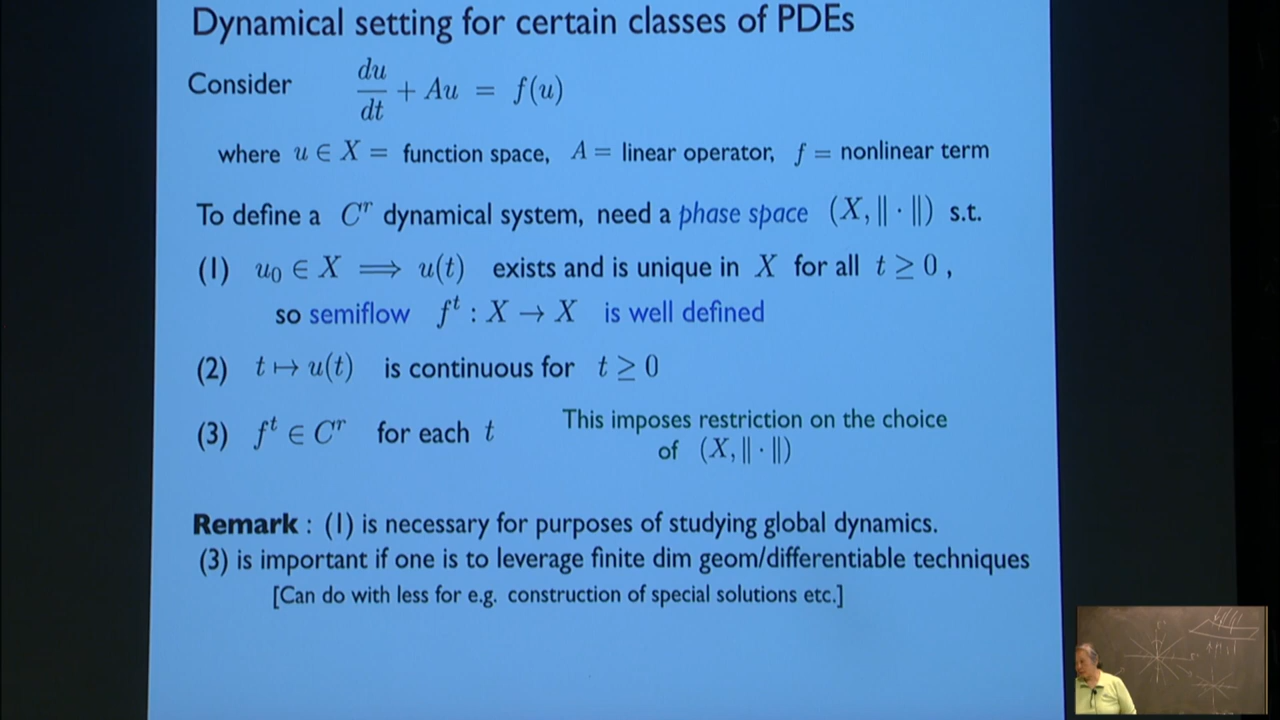 Dynamical setting for certain classes of PDEs
Consider du/dt + Au = f(u)
where u ∈ X = function space, A = linear operator, f = nonlinear term
To define a C^r dynamical system, need a phase space (X, ‖·‖) s.t.
(1) u₀ ∈ X ⟹ u(t) exists and is unique in X for all t ≥ 0,
so semiflow f^t : X → X is well defined
(2) t ↦ u(t) is continuous for t ≥ 0
(3) f^t ∈ C^r for each t
This imposes restriction on the choice
of (X, ‖·‖)
Remark : (1) is necessary for purposes of studying global dynamics.
(3) is important if one is to leverage finite dim geom/differentiable techniques
[Can do with less for e.g. construction of special solutions etc.]